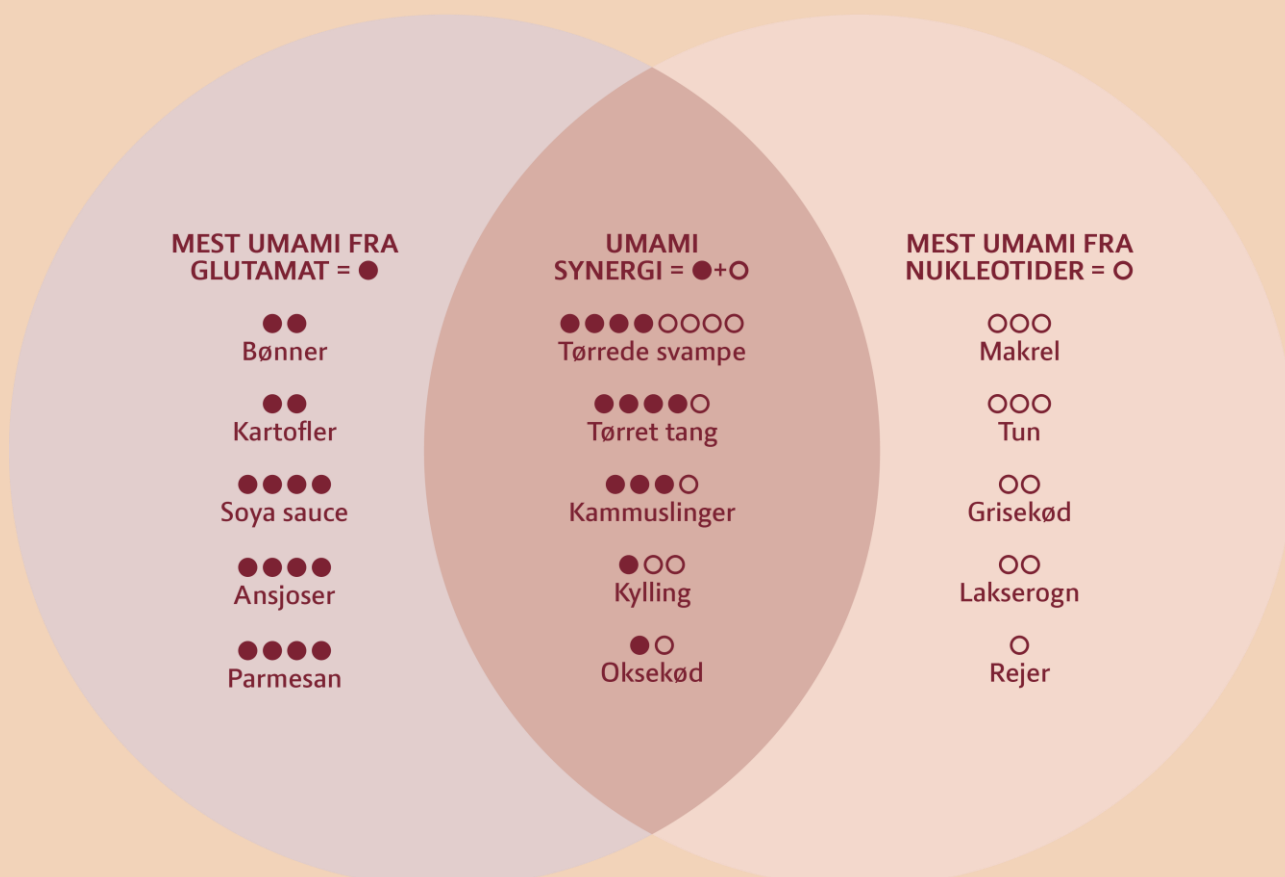 MEST UMAMI FRA
GLUTAMAT = ●
●●
Bønner
●●
Kartofler
●●●●
Soya sauce
●●●●
Ansjoser
●●●●
Parmesan
UMAMI
SYNERGI = ●+○
●●●●○○○○
Tørrede svampe
●●●●○
Tørret tang
●●●○
Kammuslinger
●○○
Kylling
●○
Oksekød
MEST UMAMI FRA
NUKLEOTIDER = ○
○○○
Makrel
○○○
Tun
○○
Grisekød
○○
Lakserogn
○
Rejer